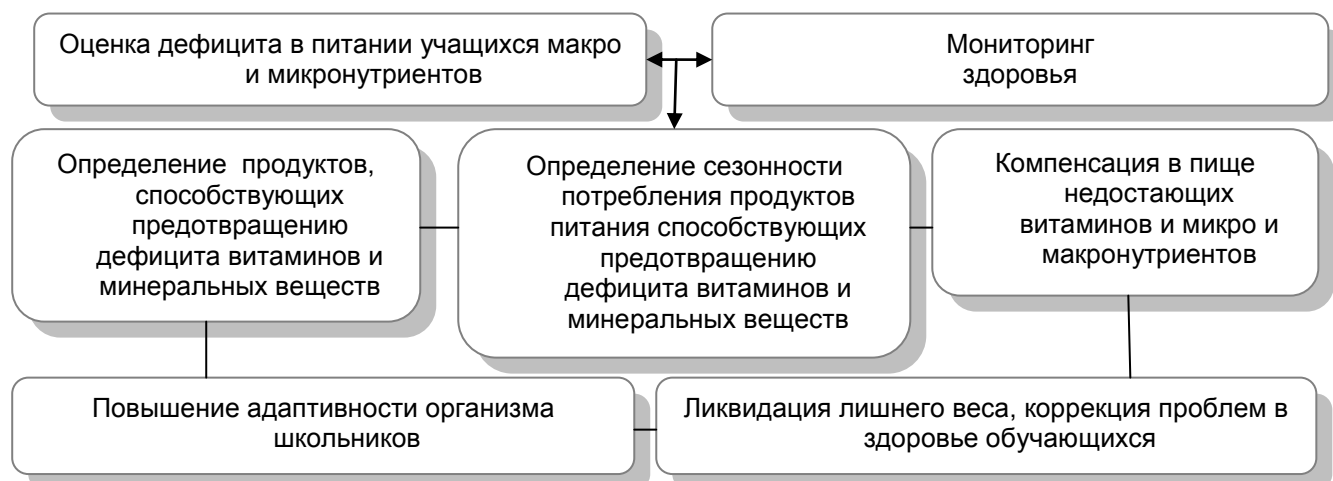 Оценка дефицита в питании учащихся макро
и микронутриентов
Мониторинг
здоровья
Определение продуктов,
способствующих
предотвращению
дефицита витаминов и
минеральных веществ
Определение сезонности
потребления продуктов
питания способствующих
предотвращению
дефицита витаминов и
минеральных веществ
Компенсация в пище
недостающих
витаминов и микро и
макронутриентов
Повышение адаптивности организма
школьников
Ликвидация лишнего веса, коррекция проблем в
здоровье обучающихся